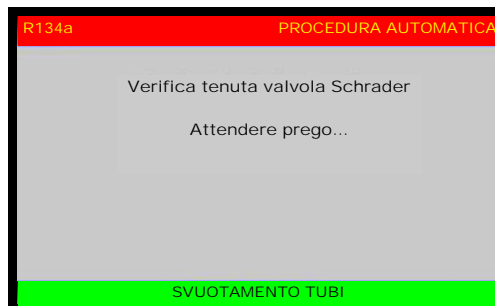 R134a PROCEDURA AUTOMATICA
Verifica tenuta valvola Schrader
Attendere prego...
SVUOTAMENTO TUBI